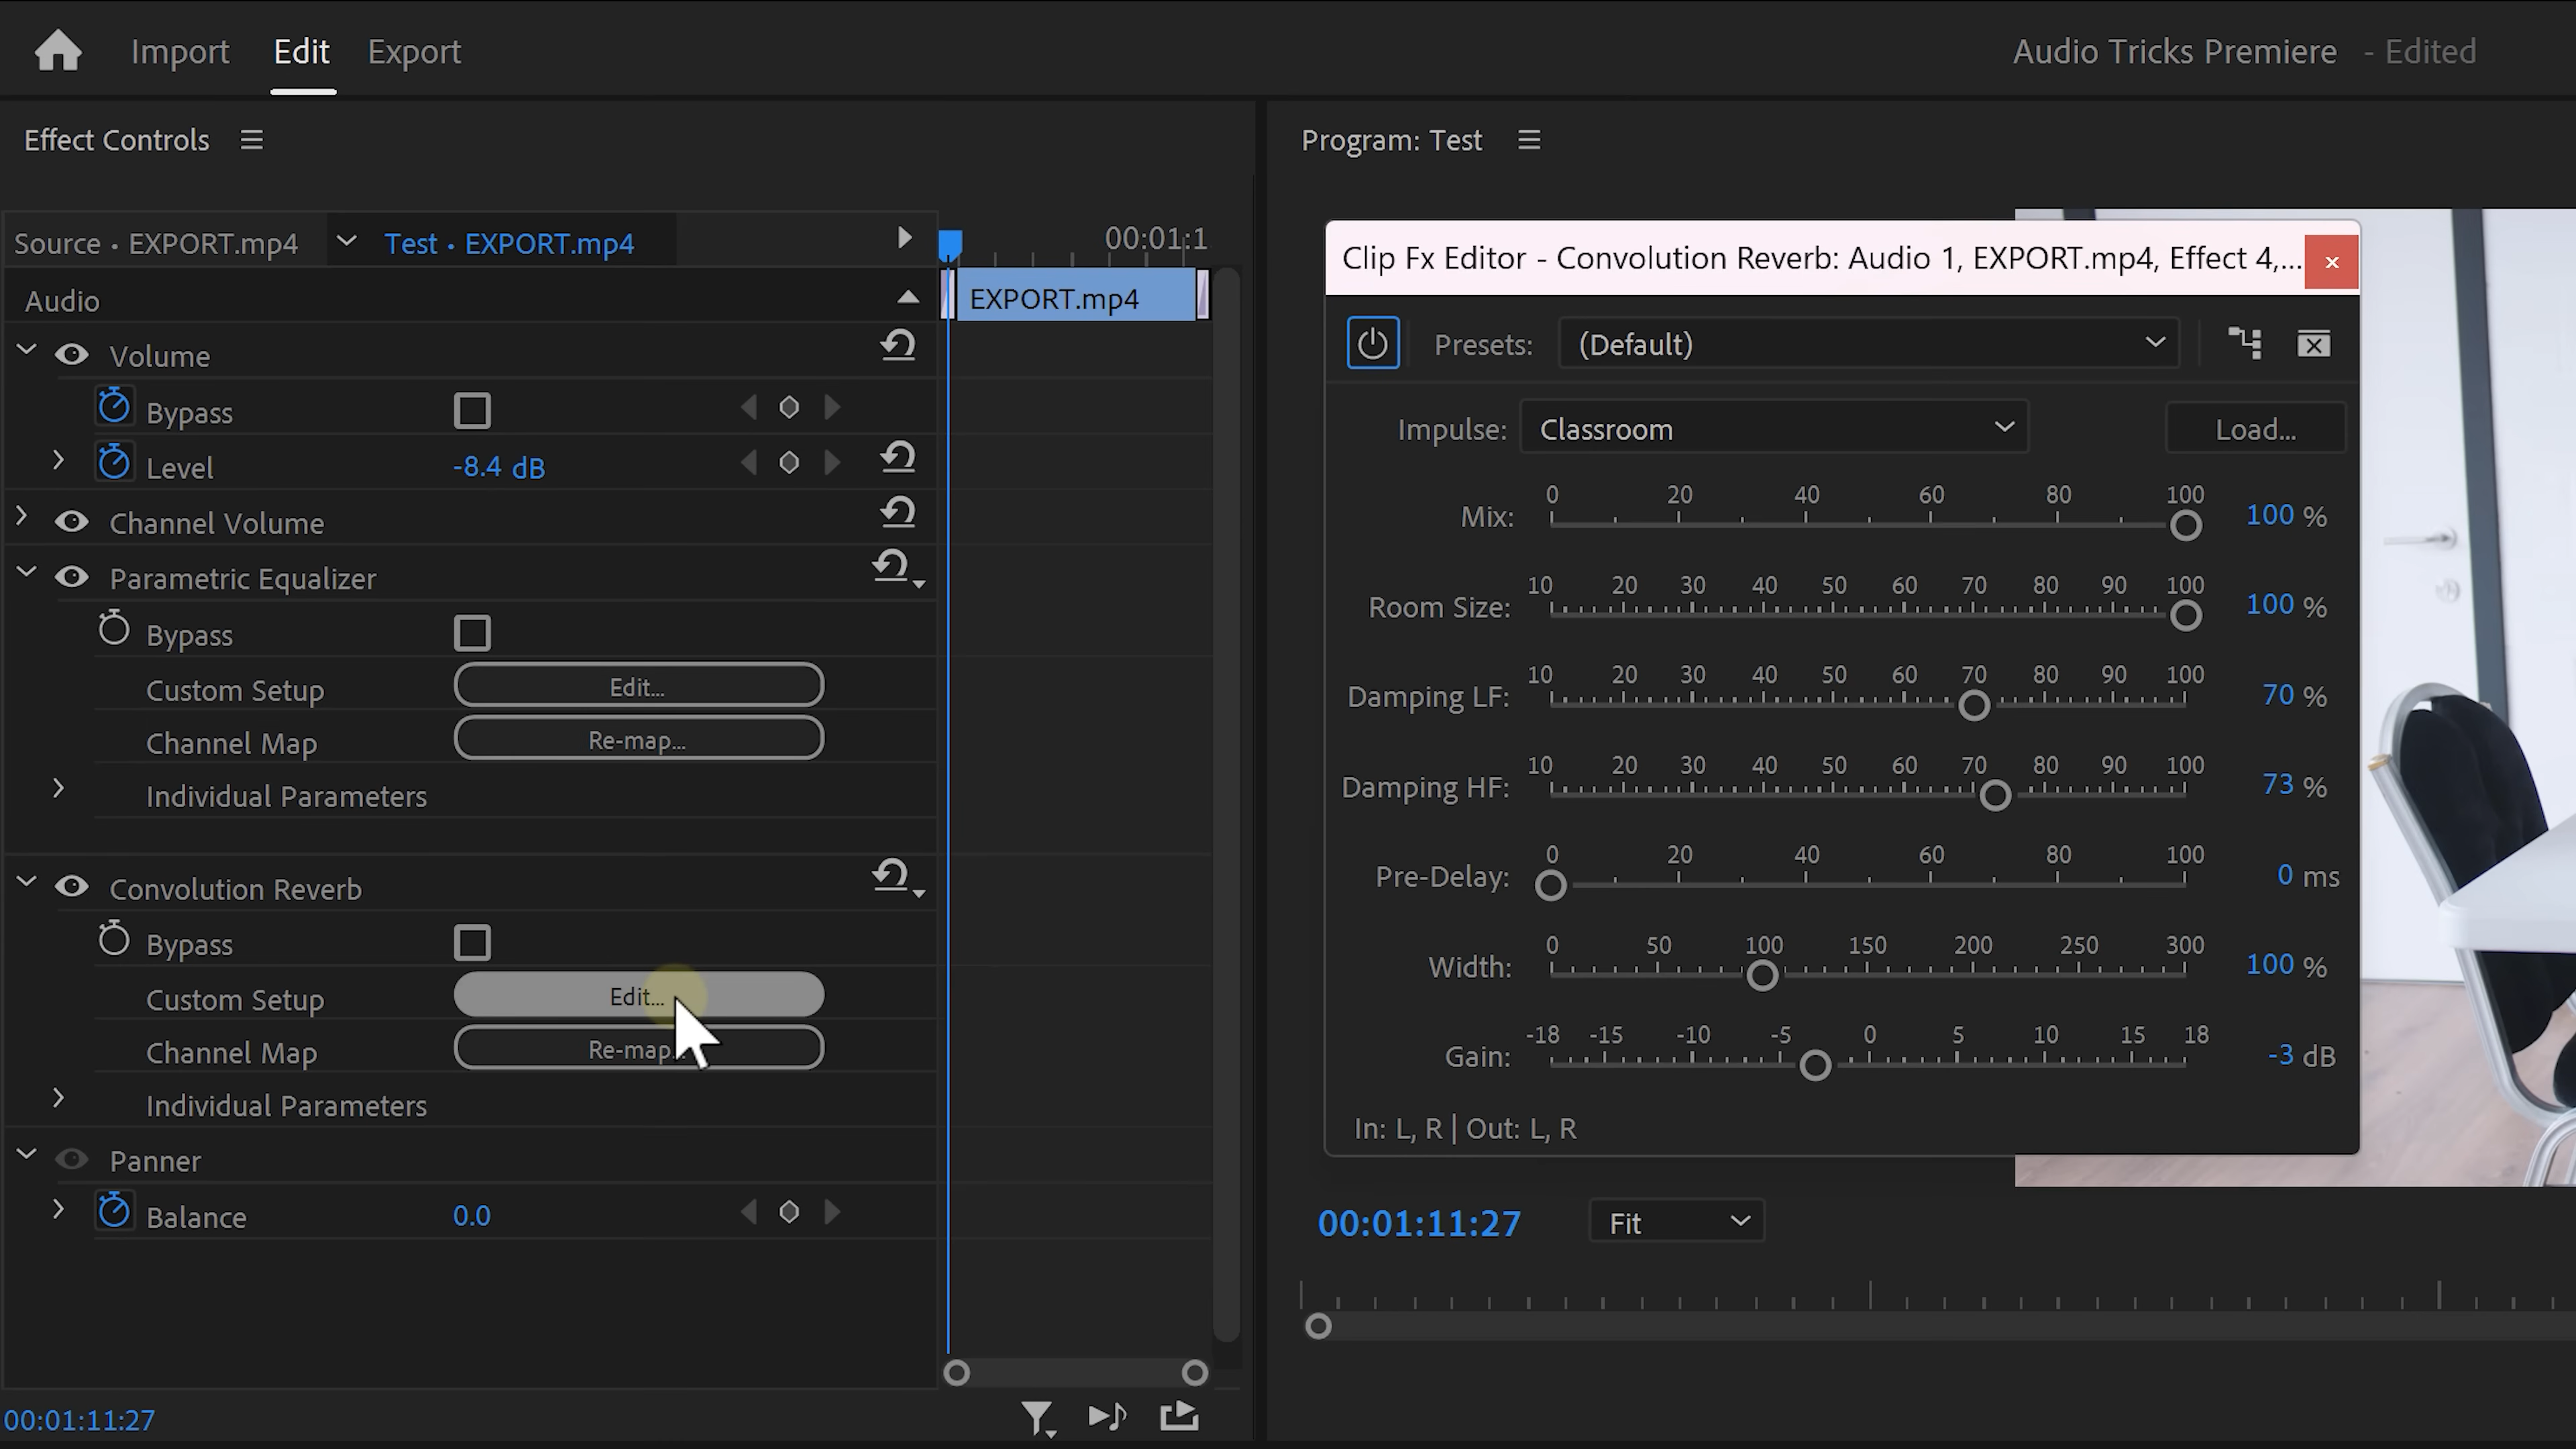 Import Edit Export
Audio Tricks Premiere - Edited
Effect Controls
Source • EXPORT.mp4
Test • EXPORT.mp4
00:01:1
Audio
EXPORT.mp4
Volume
Bypass
Level -8.4 dB
Channel Volume
Parametric Equalizer
Bypass
Custom Setup Edit...
Channel Map Re-map...
Individual Parameters
Convolution Reverb
Bypass
Custom Setup Edit...
Channel Map Re-map...
Individual Parameters
Panner
Balance 0.0
00:01:11:27
Program: Test
Clip Fx Editor - Convolution Reverb: Audio 1, EXPORT.mp4, Effect 4,...
Presets: (Default)
Impulse: Classroom Load...
0 20 40 60 80 100
Mix: 100 %
10 20 30 40 50 60 70 80 90 100
Room Size: 100 %
10 20 30 40 50 60 70 80 90 100
Damping LF: 70 %
10 20 30 40 50 60 70 80 90 100
Damping HF: 73 %
0 20 40 60 80 100
Pre-Delay: 0 ms
0 50 100 150 200 250 300
Width: 100 %
-18 -15 -10 -5 0 5 10 15 18
Gain: -3 dB
In: L, R | Out: L, R
00:01:11:27 Fit